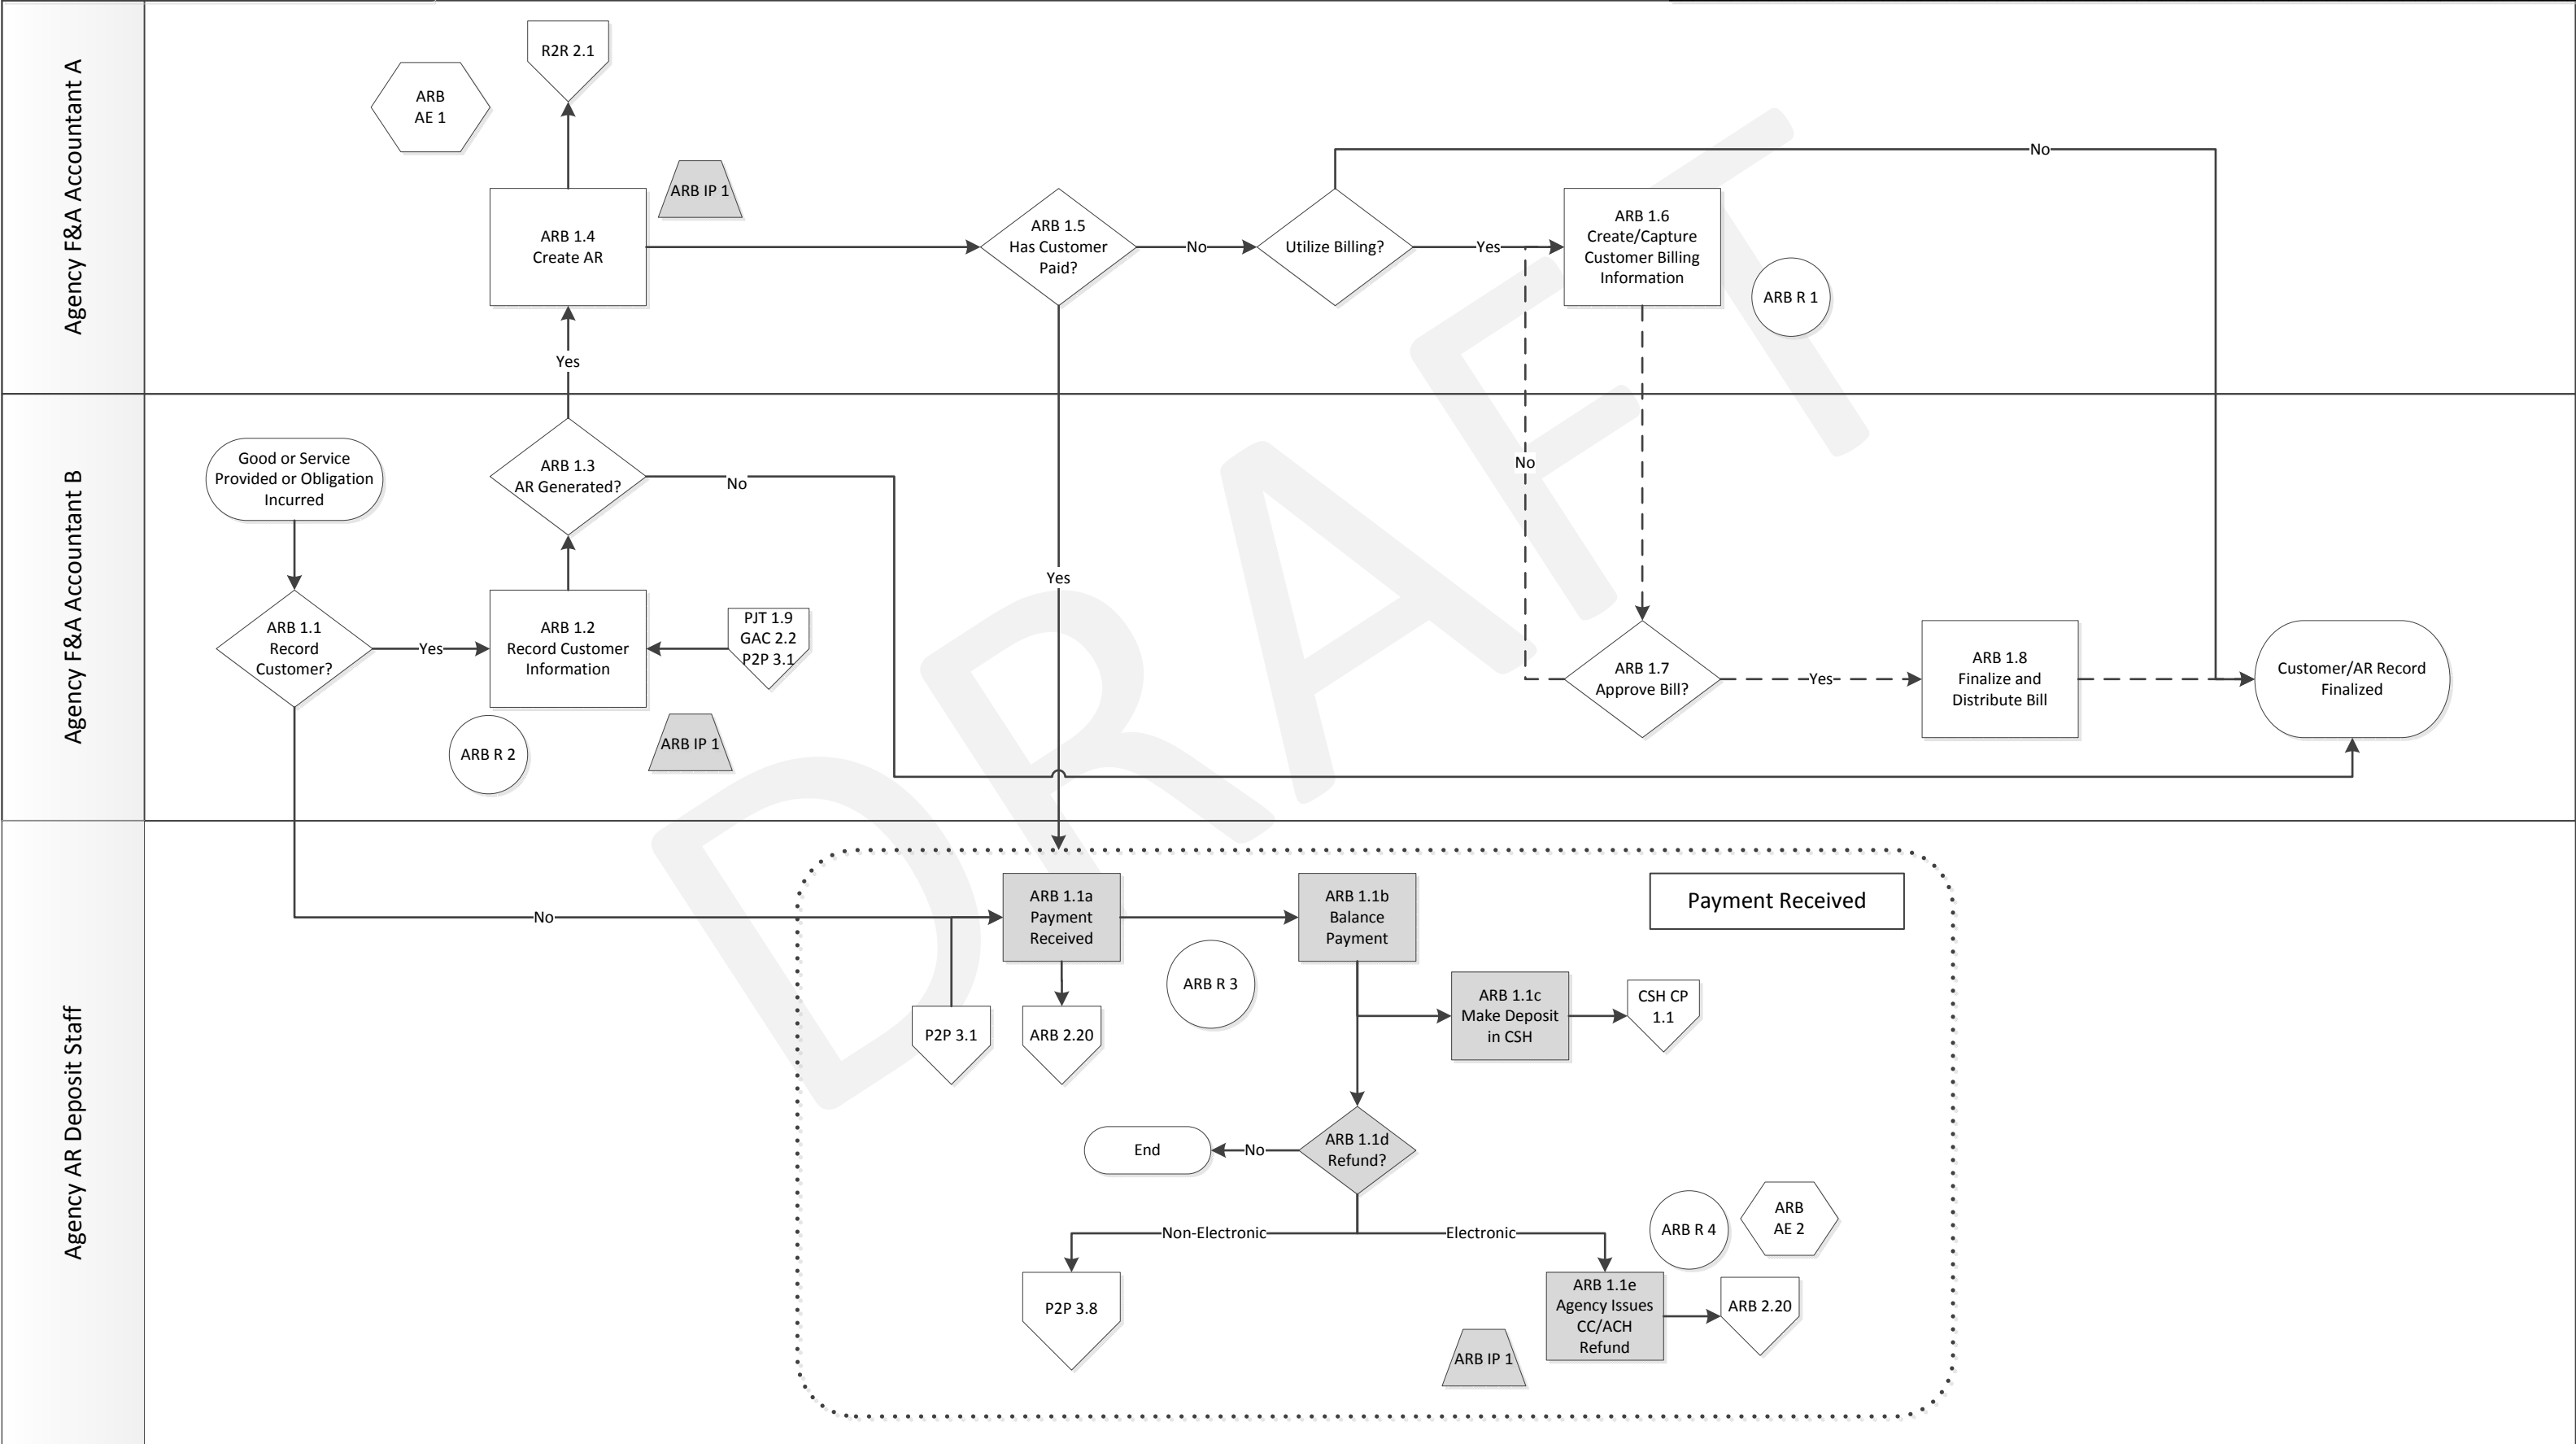 Agency F&A Accountant A
ARB
AE 1
R2R 2.1
ARB IP 1
ARB 1.4
Create AR
Yes
ARB 1.5
Has Customer
Paid?
No
Utilize Billing?
Yes
No
ARB 1.6
Create/Capture
Customer Billing
Information
ARB R 1
Agency F&A Accountant B
Good or Service
Provided or Obligation
Incurred
ARB 1.1
Record
Customer?
Yes
ARB 1.2
Record Customer
Information
ARB 1.3
AR Generated?
No
PJT 1.9
GAC 2.2
P2P 3.1
ARB R 2
ARB IP 1
Yes
No
ARB 1.7
Approve Bill?
Yes
ARB 1.8
Finalize and
Distribute Bill
Customer/AR Record
Finalized
Agency AR Deposit Staff
No
ARB 1.1a
Payment
Received
ARB 1.1b
Balance
Payment
Payment Received
P2P 3.1
ARB 2.20
ARB R 3
ARB 1.1c
Make Deposit
in CSH
CSH CP
1.1
End
No
ARB 1.1d
Refund?
Non-Electronic
Electronic
ARB R 4
ARB
AE 2
P2P 3.8
ARB IP 1
ARB 1.1e
Agency Issues
CC/ACH
Refund
ARB 2.20
DRAFT